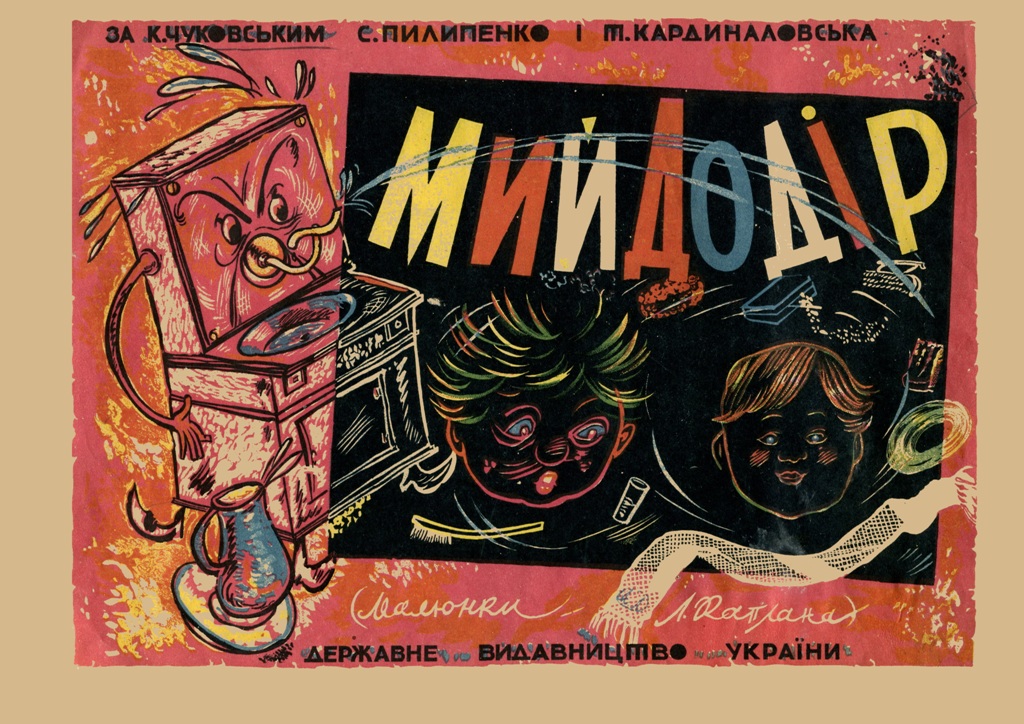 ЗА К.ЧУКОВСЬКИМ С.ПИЛИПЕНКО І Т.КАРДИНАЛОВСЬКА
МИЙДОДІР
(Малюнки Л. Каплана)
ДЕРЖАВНЕ ВИДАВНИЦТВО УКРАЇНИ